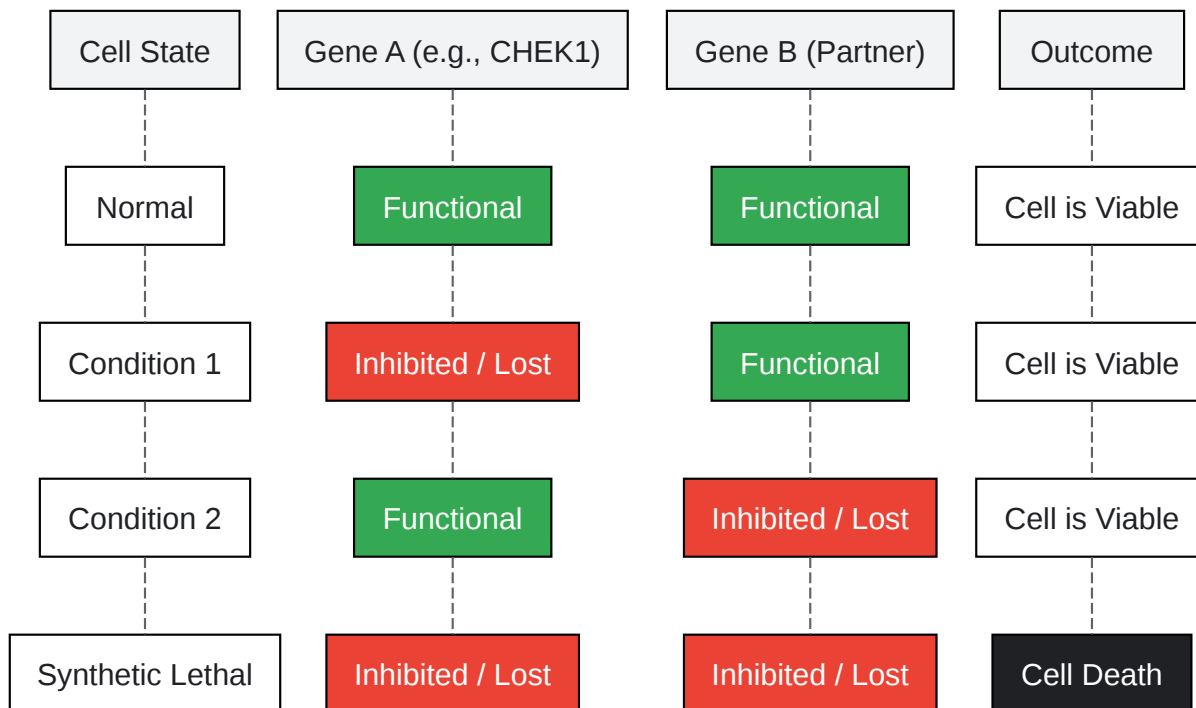 Cell State
Gene A (e.g., CHEK1)
Gene B (Partner)
Outcome
Normal
Functional
Functional
Cell is Viable
Condition 1
Inhibited / Lost
Functional
Cell is Viable
Condition 2
Functional
Inhibited / Lost
Cell is Viable
Synthetic Lethal
Inhibited / Lost
Inhibited / Lost
Cell Death